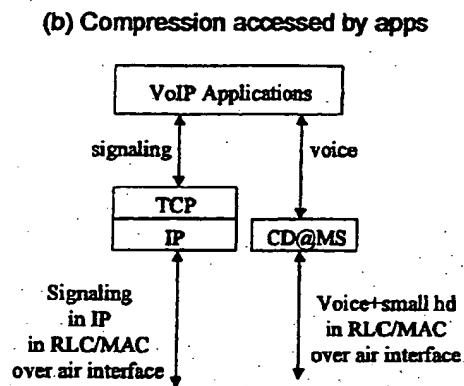 (b) Compression accessed by apps
VoIP Applications
signaling
voice
TCP
IP
CD@MS
Signaling
in IP
in RLC/MAC
over air interface
Voice+small hd
in RLC/MAC
over air interface